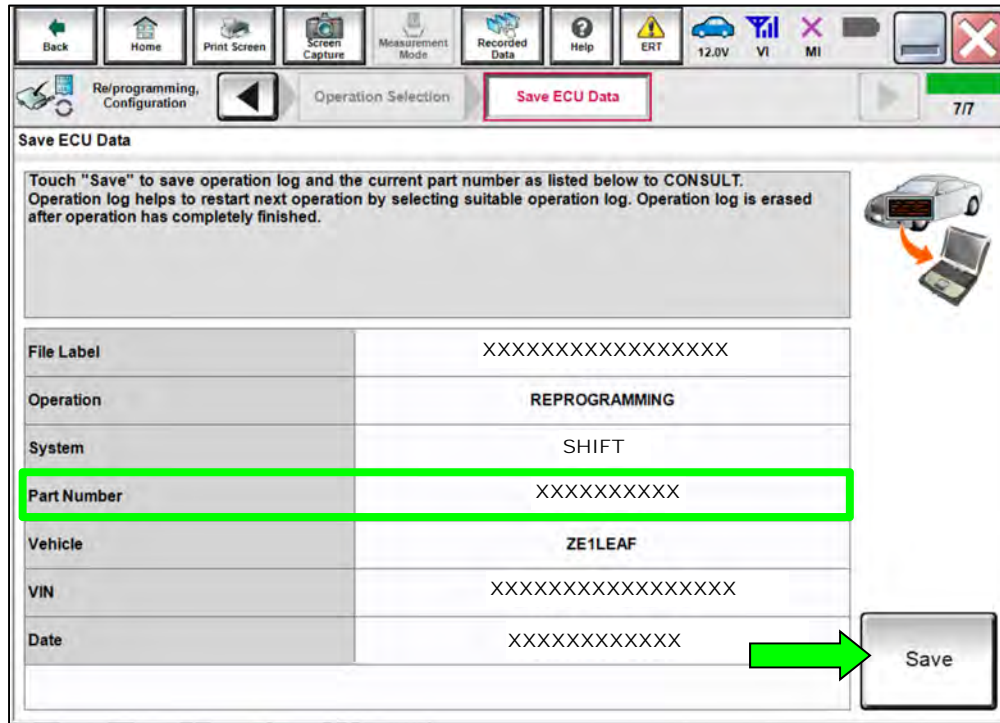 Back
Home
Print Screen
Screen Capture
Measurement Mode
Recorded Data
Help
ERT
12.0V
VI
MI
Re/programming, Configuration
Operation Selection
Save ECU Data
7/7
Save ECU Data
Touch "Save" to save operation log and the current part number as listed below to CONSULT.
Operation log helps to restart next operation by selecting suitable operation log. Operation log is erased
after operation has completely finished.
File Label XXXXXXXXXXXXXXXXX
Operation REPROGRAMMING
System SHIFT
Part Number XXXXXXXXXX
Vehicle ZE1LEAF
VIN XXXXXXXXXXXXXXXXX
Date XXXXXXXXXXXX
Save